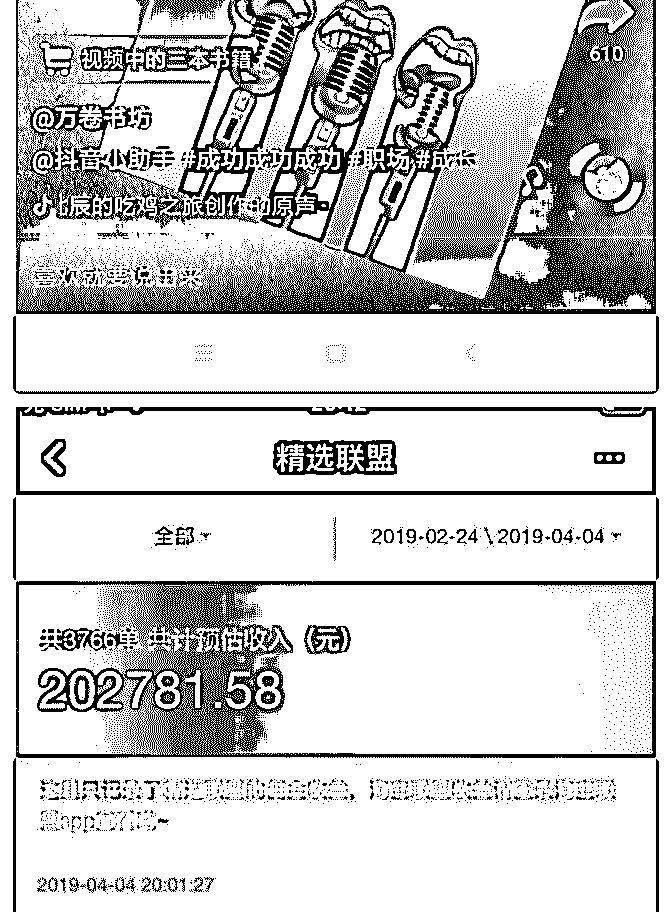 610
视频中的三本书籍
@万卷书坊
@抖音小助手 #成功成功成功 #职场 #成长
辰的吃鸡之旅创作的原声-
喜欢就要说出来
精选联盟
全部 2019-02-24\2019-04-04
共3766单 共计预估收入（元）
202781.58
2019-04-04 20:01:27